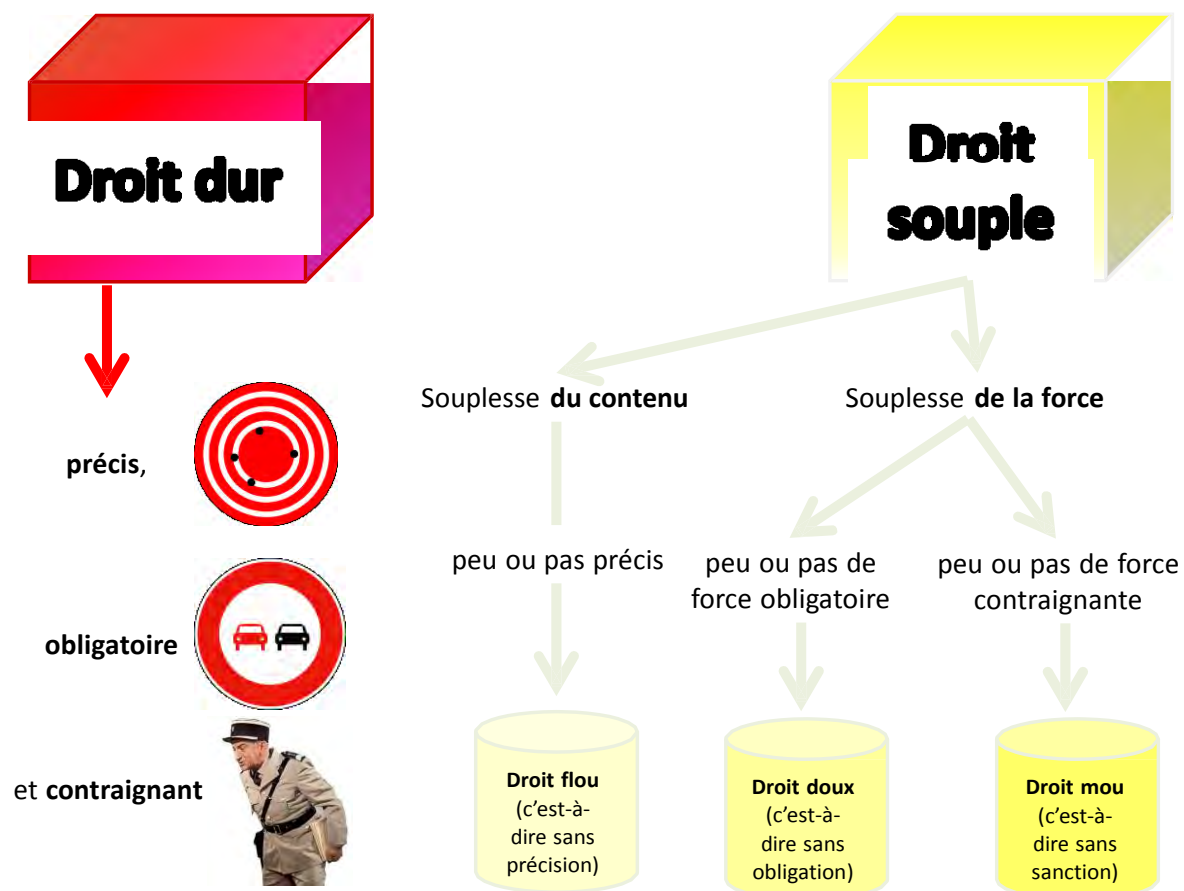 Droit dur
Droit
souple
précis,
obligatoire
et contraignant
Souplesse du contenu
Souplesse de la force
peu ou pas précis
peu ou pas de
force obligatoire
peu ou pas de force
contraignante
Droit flou
(c’est-à-
dire sans
précision)
Droit doux
(c’est-à-
dire sans
obligation)
Droit mou
(c’est-à-
dire sans
sanction)